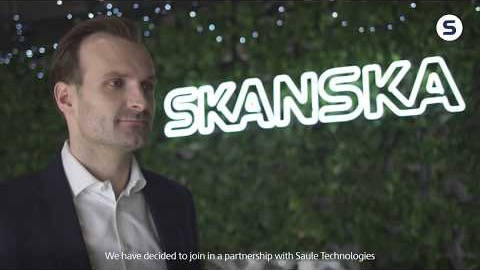 S
SKANSKA
We have decided to join in a partnership with Saule Technologies